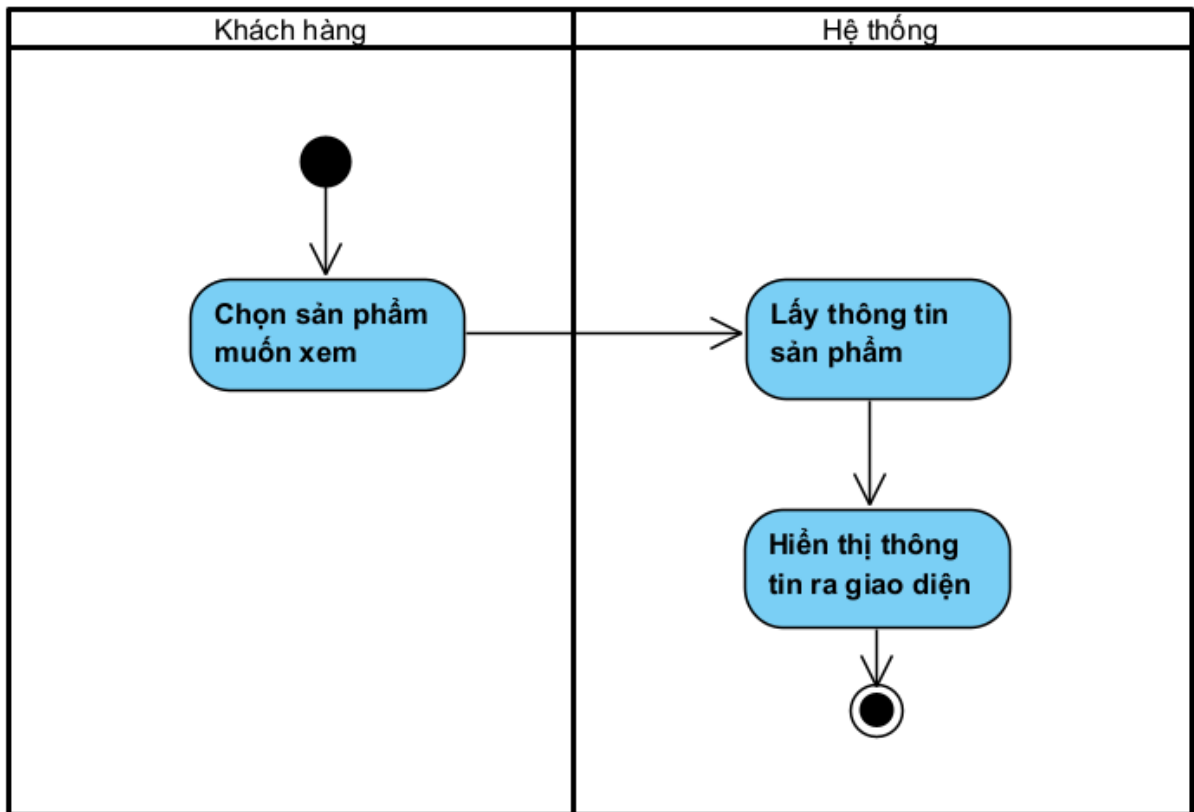 Khách hàng
Hệ thống
Chọn sản phẩm
muốn xem
Lấy thông tin
sản phẩm
Hiển thị thông
tin ra giao diện